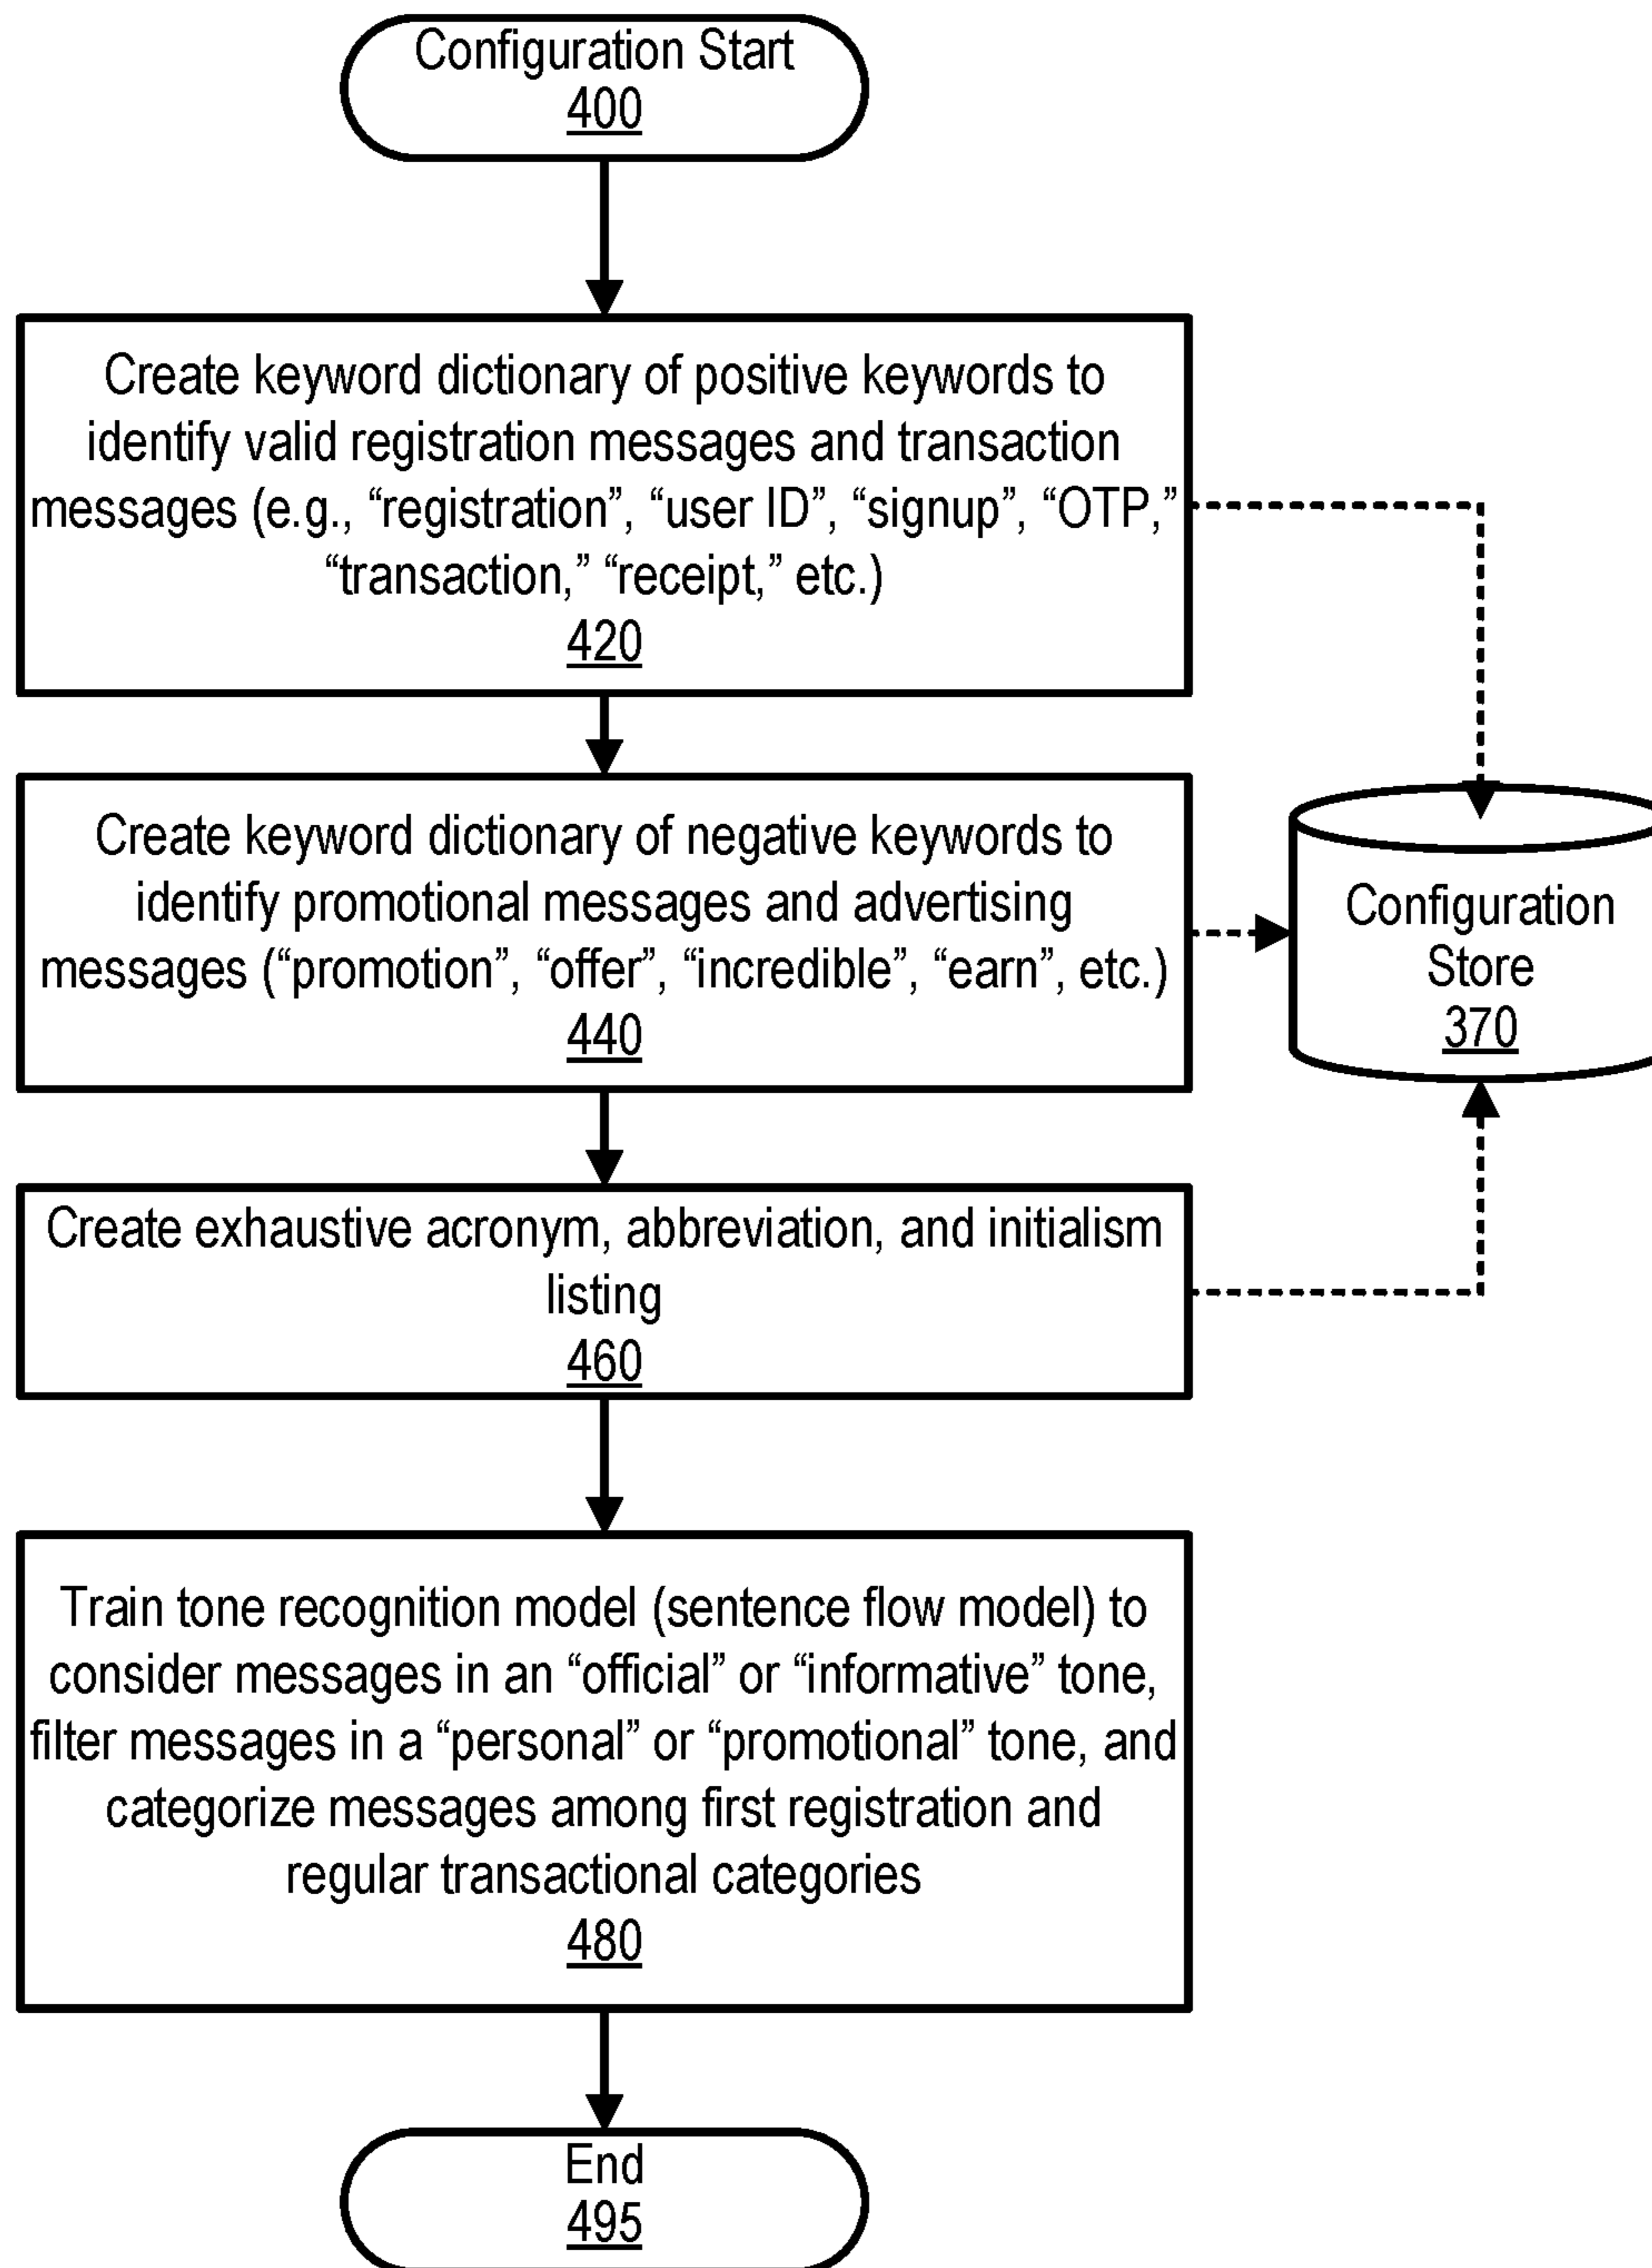 Configuration Start
400
Create keyword dictionary of positive keywords to
identify valid registration messages and transaction
messages (e.g., “registration”, “user ID”, “signup”, “OTP,”
“transaction,” “receipt,” etc.)
420
Create keyword dictionary of negative keywords to
identify promotional messages and advertising
messages (“promotion”, “offer”, “incredible”, “earn”, etc.)
440
Configuration
Store
370
Create exhaustive acronym, abbreviation, and initialism
listing
460
Train tone recognition model (sentence flow model) to
consider messages in an “official” or “informative” tone,
filter messages in a “personal” or “promotional” tone, and
categorize messages among first registration and
regular transactional categories
480
End
495